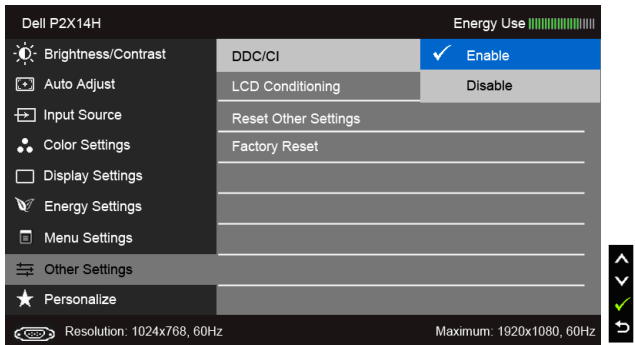 Dell P2X14H Energy Use
Brightness/Contrast DDC/CI Enable
Auto Adjust LCD Conditioning Disable
Input Source Reset Other Settings
Color Settings Factory Reset
Display Settings
Energy Settings
Menu Settings
Other Settings
Personalize
Resolution: 1024x768, 60Hz Maximum: 1920x1080, 60Hz